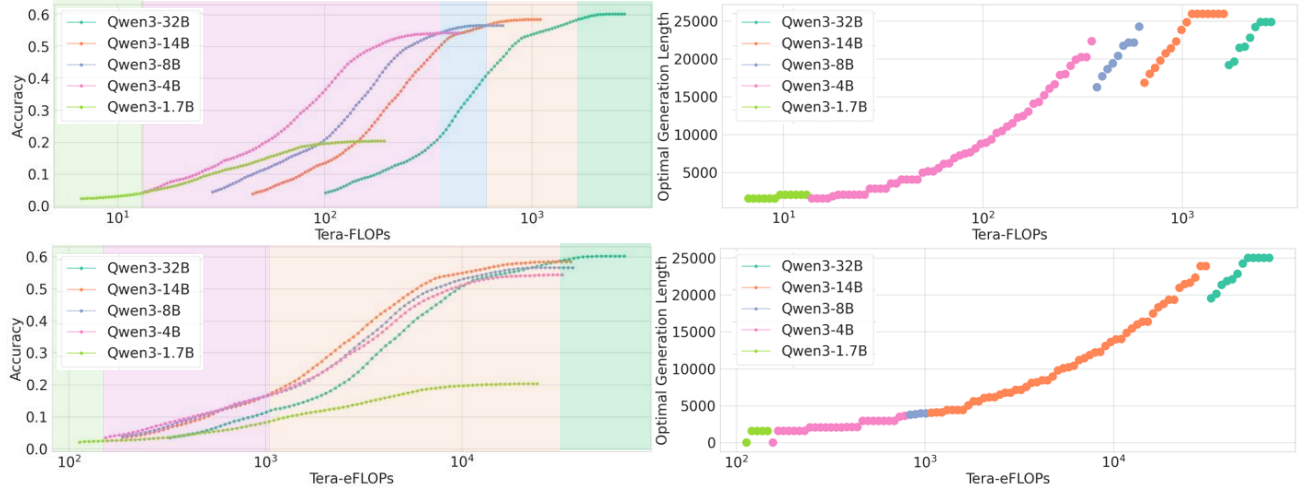 Accuracy
0.6
0.5
0.4
0.3
0.2
0.1
0.0
Qwen3-32B
Qwen3-14B
Qwen3-8B
Qwen3-4B
Qwen3-1.7B
10¹ 10² 10³
Tera-FLOPs
Optimal Generation Length
25000
20000
15000
10000
5000
Qwen3-32B
Qwen3-14B
Qwen3-8B
Qwen3-4B
Qwen3-1.7B
10¹ 10² 10³
Tera-FLOPs
Accuracy
0.6
0.5
0.4
0.3
0.2
0.1
0.0
Qwen3-32B
Qwen3-14B
Qwen3-8B
Qwen3-4B
Qwen3-1.7B
10² 10³ 10⁴
Tera-eFLOPs
Optimal Generation Length
25000
20000
15000
10000
5000
0
Qwen3-32B
Qwen3-14B
Qwen3-8B
Qwen3-4B
Qwen3-1.7B
10² 10³ 10⁴
Tera-eFLOPs